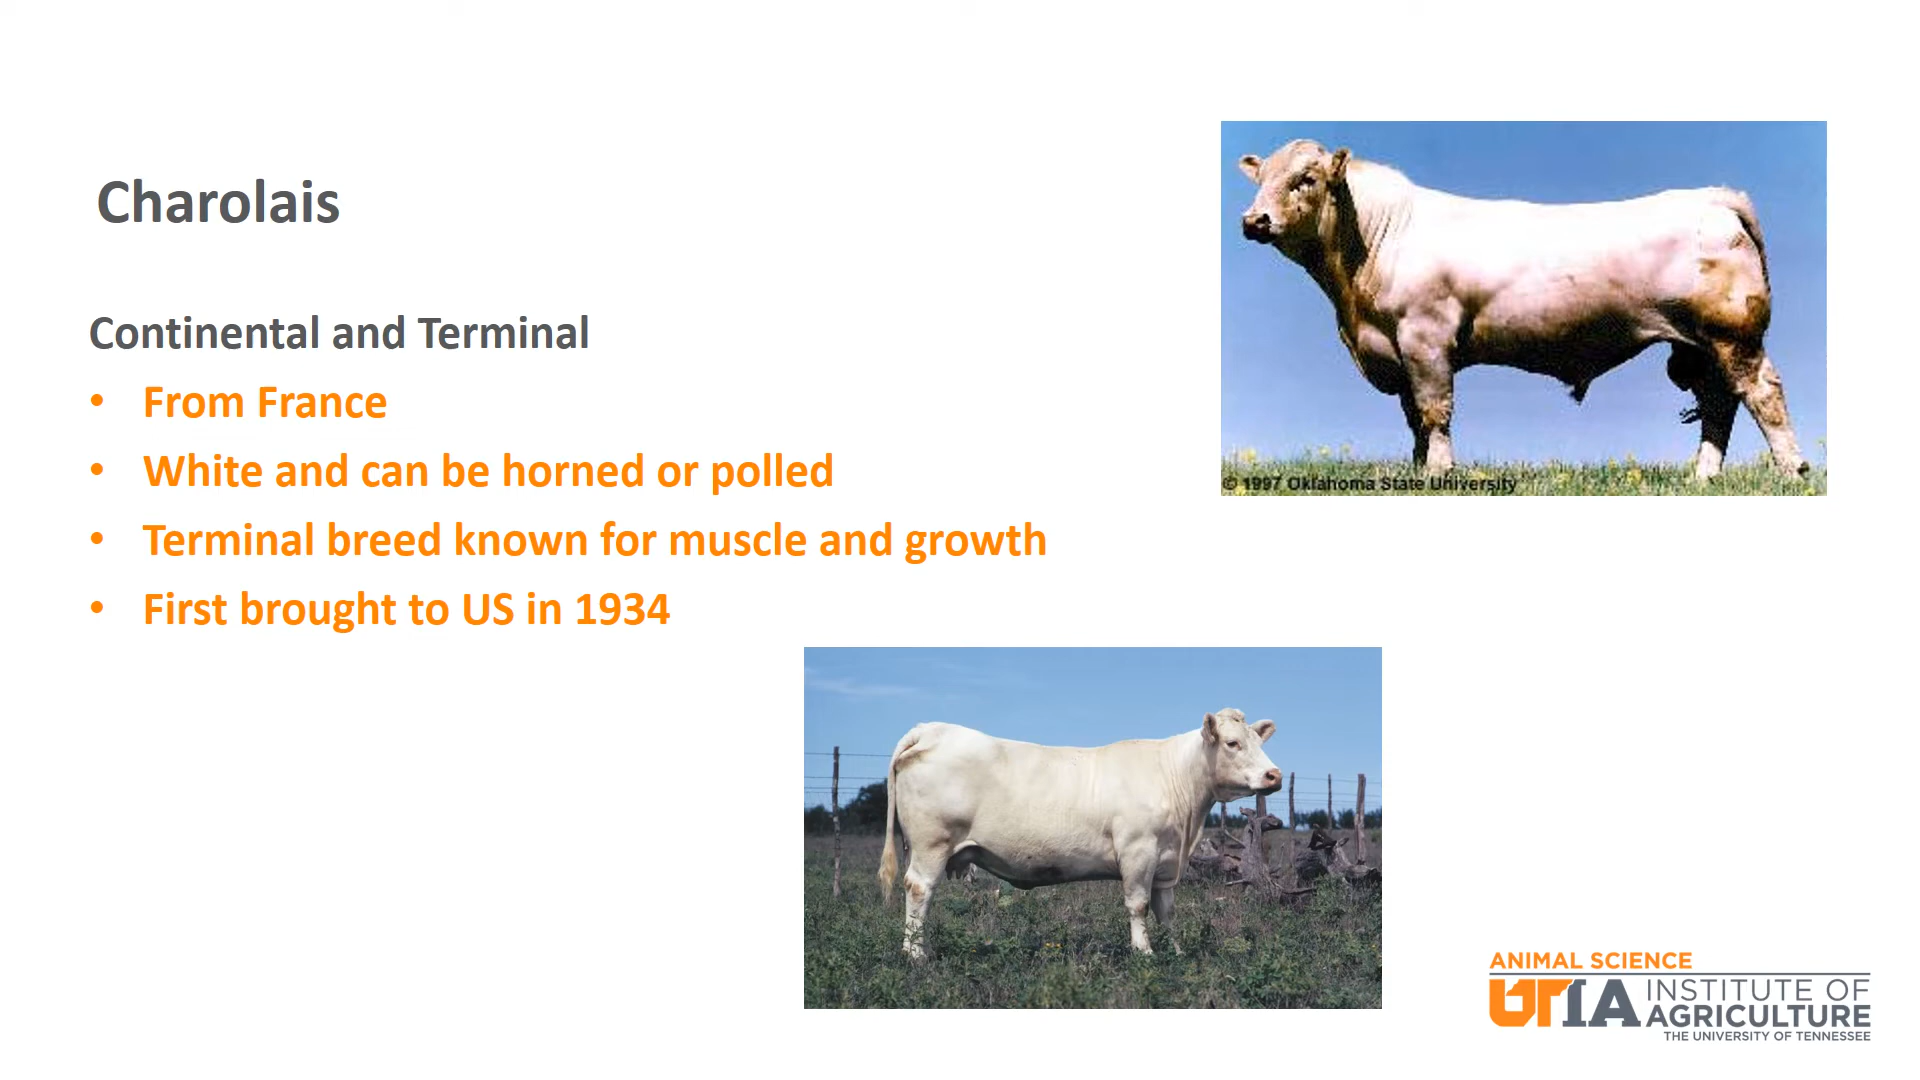 Charolais
Continental and Terminal
• From France
• White and can be horned or polled
• Terminal breed known for muscle and growth
• First brought to US in 1934
© 1997 Oklahoma State University
ANIMAL SCIENCE
UTIA INSTITUTE OF
AGRICULTURE
THE UNIVERSITY OF TENNESSEE